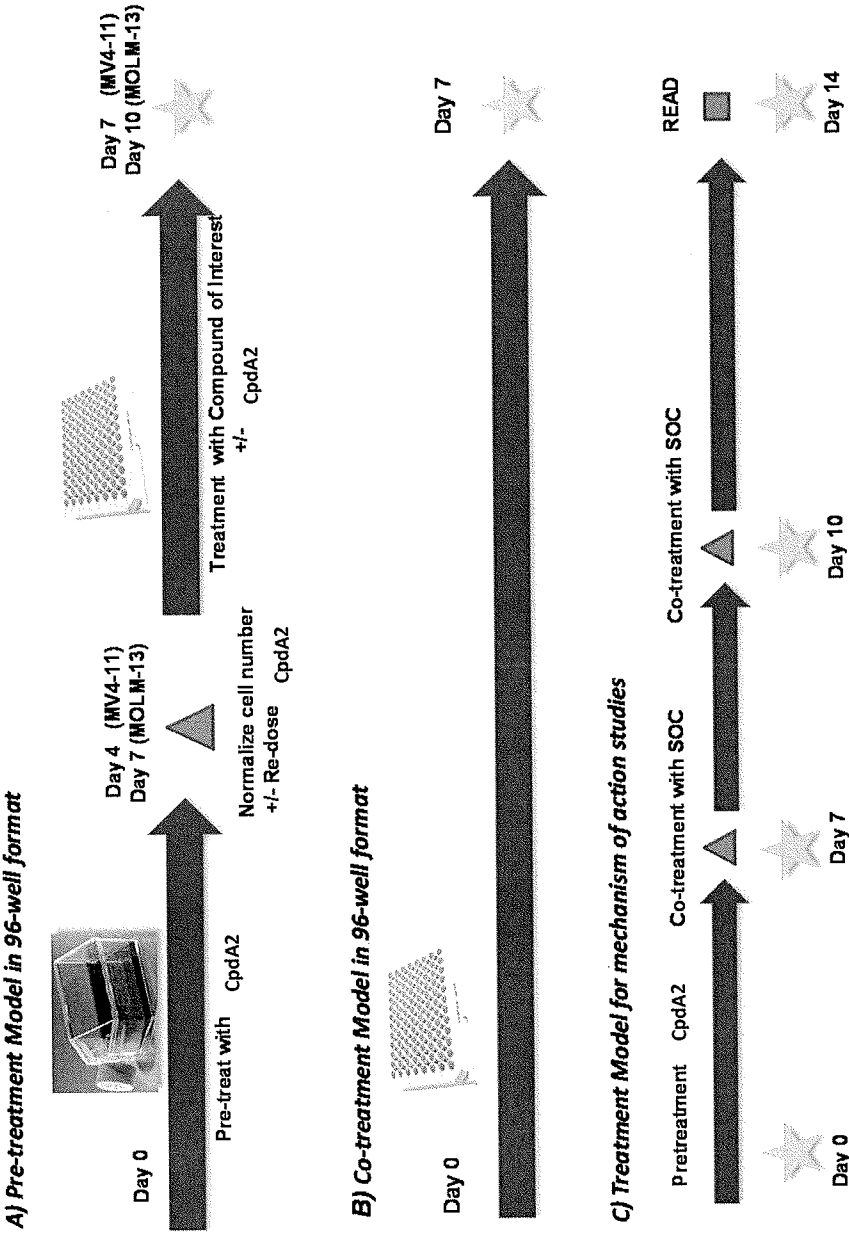 A) Pre-treatment Model in 96-well format
Day 0
Pre-treat with CpdA2
Day 4 (MV4-11)
Day 7 (MOLM-13)
Normalize cell number
+/- Re-dose CpdA2
Treatment with Compound of Interest
+/- CpdA2
Day 7 (MV4-11)
Day 10 (MOLM-13)
B) Co-treatment Model in 96-well format
Day 0
Day 7
C) Treatment Model for mechanism of action studies
Pretreatment CpdA2
Co-treatment with SOC
Co-treatment with SOC
READ
Day 0
Day 7
Day 10
Day 14